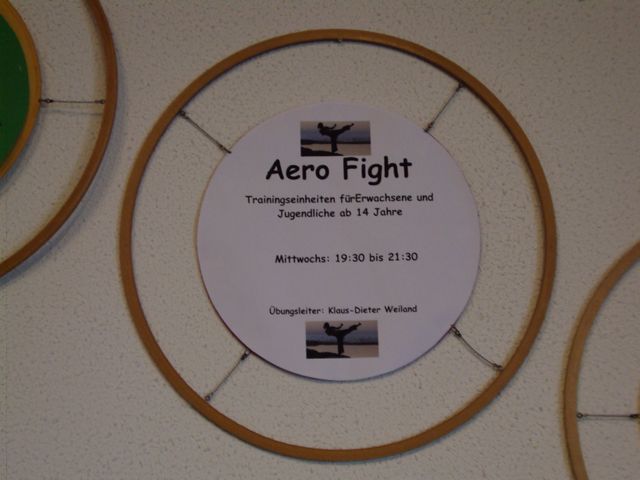 Aero Fight
Trainingseinheiten fürErwachsene und
Jugendliche ab 14 Jahre
Mittwochs: 19:30 bis 21:30
Übungsleiter: Klaus-Dieter Weiland